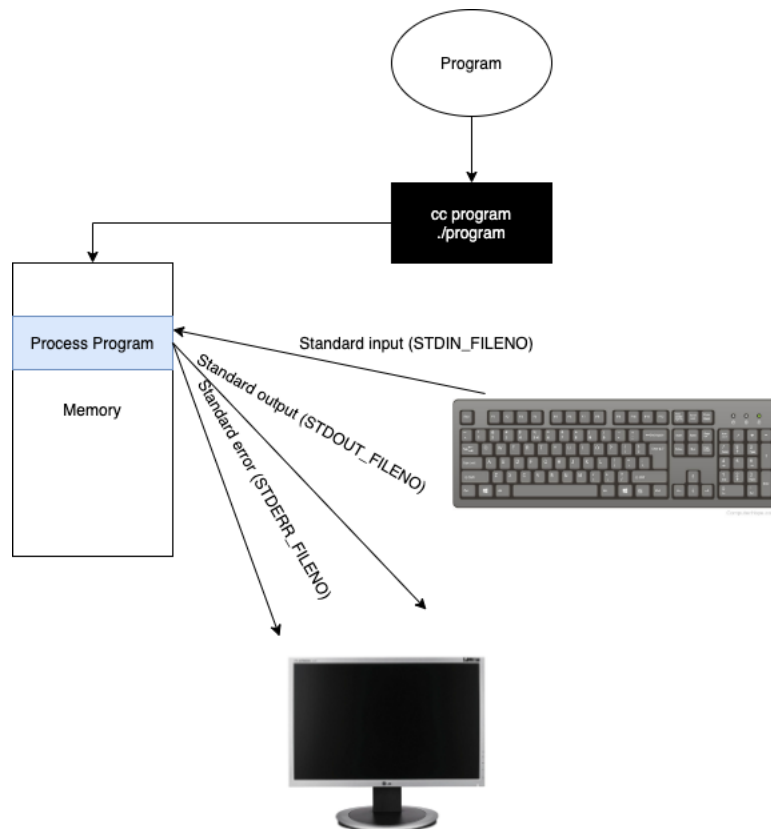 Program
cc program
./program
Process Program
Standard input (STDIN_FILENO)
Standard output (STDOUT_FILENO)
Standard error (STDERR_FILENO)
Memory